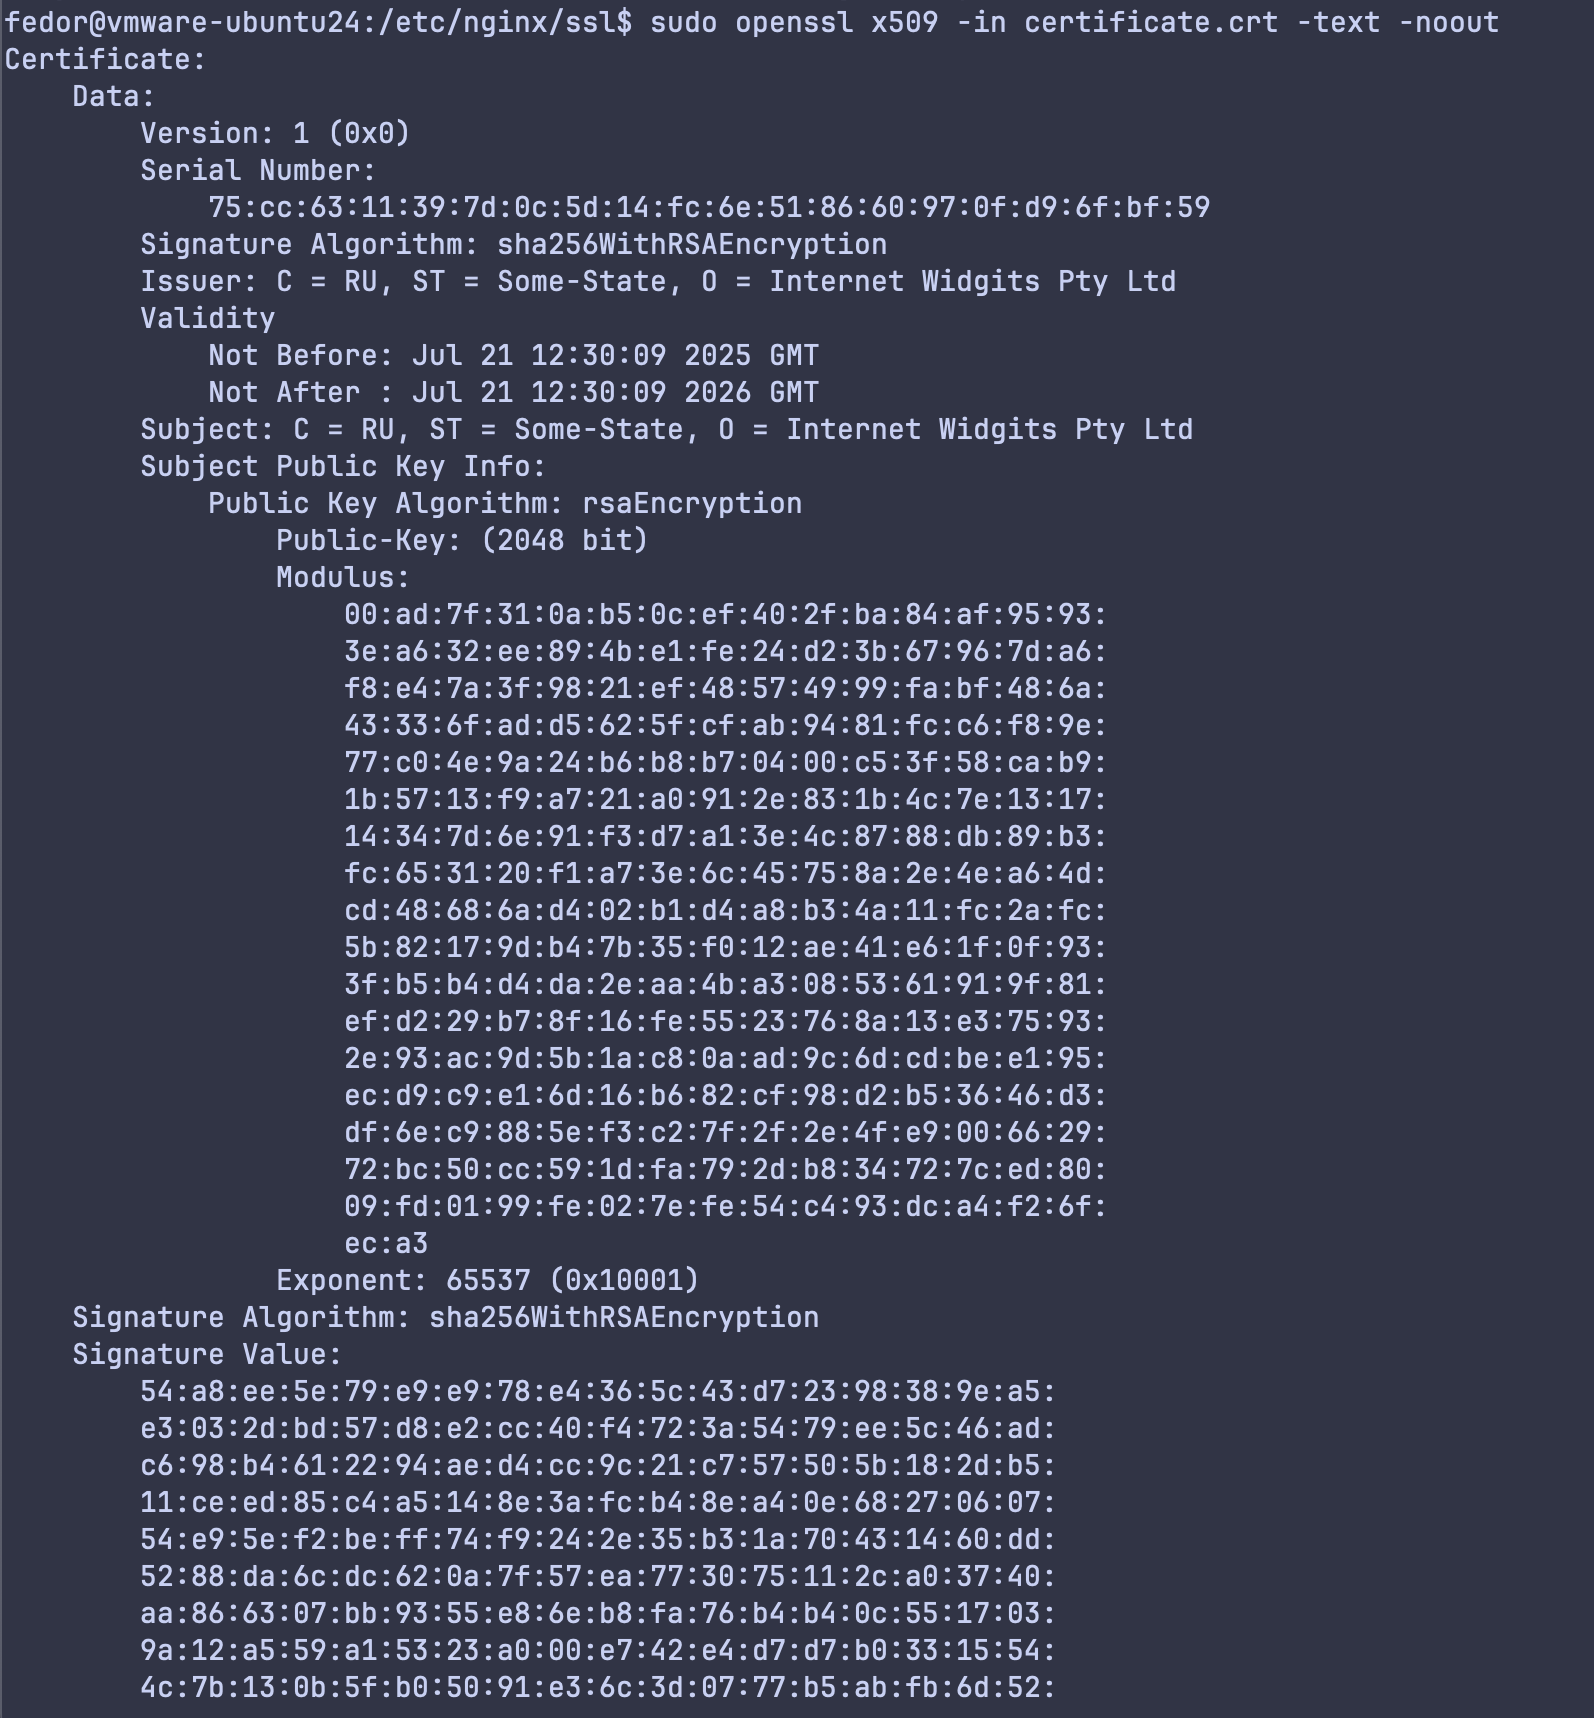 fedor@vmware-ubuntu24:/etc/nginx/ssl$ sudo openssl x509 -in certificate.crt -text -noout
Certificate:
    Data:
        Version: 1 (0x0)
        Serial Number:
            75:cc:63:11:39:7d:0c:5d:14:fc:6e:51:86:60:97:0f:d9:6f:bf:59
        Signature Algorithm: sha256WithRSAEncryption
        Issuer: C = RU, ST = Some-State, O = Internet Widgits Pty Ltd
        Validity
            Not Before: Jul 21 12:30:09 2025 GMT
            Not After : Jul 21 12:30:09 2026 GMT
        Subject: C = RU, ST = Some-State, O = Internet Widgits Pty Ltd
        Subject Public Key Info:
            Public Key Algorithm: rsaEncryption
                Public-Key: (2048 bit)
                Modulus:
                    00:ad:7f:31:0a:b5:0c:ef:40:2f:ba:84:af:95:93:
                    3e:a6:32:ee:89:4b:e1:fe:24:d2:3b:67:96:7d:a6:
                    f8:e4:7a:3f:98:21:ef:48:57:49:99:fa:bf:48:6a:
                    43:33:6f:ad:d5:62:5f:cf:ab:94:81:fc:c6:f8:9e:
                    77:c0:4e:9a:24:b6:b8:b7:04:00:c5:3f:58:ca:b9:
                    1b:57:13:f9:a7:21:a0:91:2e:83:1b:4c:7e:13:17:
                    14:34:7d:6e:91:f3:d7:a1:3e:4c:87:88:db:89:b3:
                    fc:65:31:20:f1:a7:3e:6c:45:75:8a:2e:4e:a6:4d:
                    cd:48:68:6a:d4:02:b1:d4:a8:b3:4a:11:fc:2a:fc:
                    5b:82:17:9d:b4:7b:35:f0:12:ae:41:e6:1f:0f:93:
                    3f:b5:b4:d4:da:2e:aa:4b:a3:08:53:61:91:9f:81:
                    ef:d2:29:b7:8f:16:fe:55:23:76:8a:13:e3:75:93:
                    2e:93:ac:9d:5b:1a:c8:0a:ad:9c:6d:cd:be:e1:95:
                    ec:d9:c9:e1:6d:16:b6:82:cf:98:d2:b5:36:46:d3:
                    df:6e:c9:88:5e:f3:c2:7f:2f:2e:4f:e9:00:66:29:
                    72:bc:50:cc:59:1d:fa:79:2d:b8:34:72:7c:ed:80:
                    09:fd:01:99:fe:02:7e:fe:54:c4:93:dc:a4:f2:6f:
                    ec:a3
                Exponent: 65537 (0x10001)
    Signature Algorithm: sha256WithRSAEncryption
    Signature Value:
        54:a8:ee:5e:79:e9:e9:78:e4:36:5c:43:d7:23:98:38:9e:a5:
        e3:03:2d:bd:57:d8:e2:cc:40:f4:72:3a:54:79:ee:5c:46:ad:
        c6:98:b4:61:22:94:ae:d4:cc:9c:21:c7:57:50:5b:18:2d:b5:
        11:ce:ed:85:c4:a5:14:8e:3a:fc:b4:8e:a4:0e:68:27:06:07:
        54:e9:5e:f2:be:ff:74:f9:24:2e:35:b3:1a:70:43:14:60:dd:
        52:88:da:6c:dc:62:0a:7f:57:ea:77:30:75:11:2c:a0:37:40:
        aa:86:63:07:bb:93:55:e8:6e:b8:fa:76:b4:b4:0c:55:17:03:
        9a:12:a5:59:a1:53:23:a0:00:e7:42:e4:d7:d7:b0:33:15:54:
        4c:7b:13:0b:5f:b0:50:91:e3:6c:3d:07:77:b5:ab:fb:6d:52: